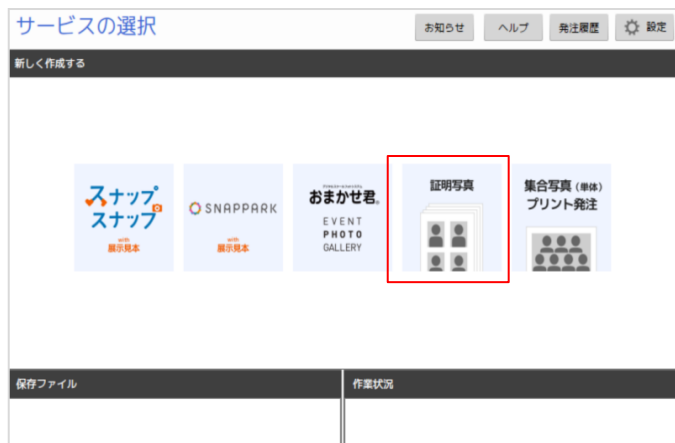 サービスの選択
お知らせ
ヘルプ
発注履歴
設定
新しく作成する
スナップ
スナップ
with
展示見本
SNAPPARK
with
展示見本
おまかせ君。
EVENT
PHOTO
GALLERY
証明写真
集合写真(単体)
プリント発注
保存ファイル
作業状況